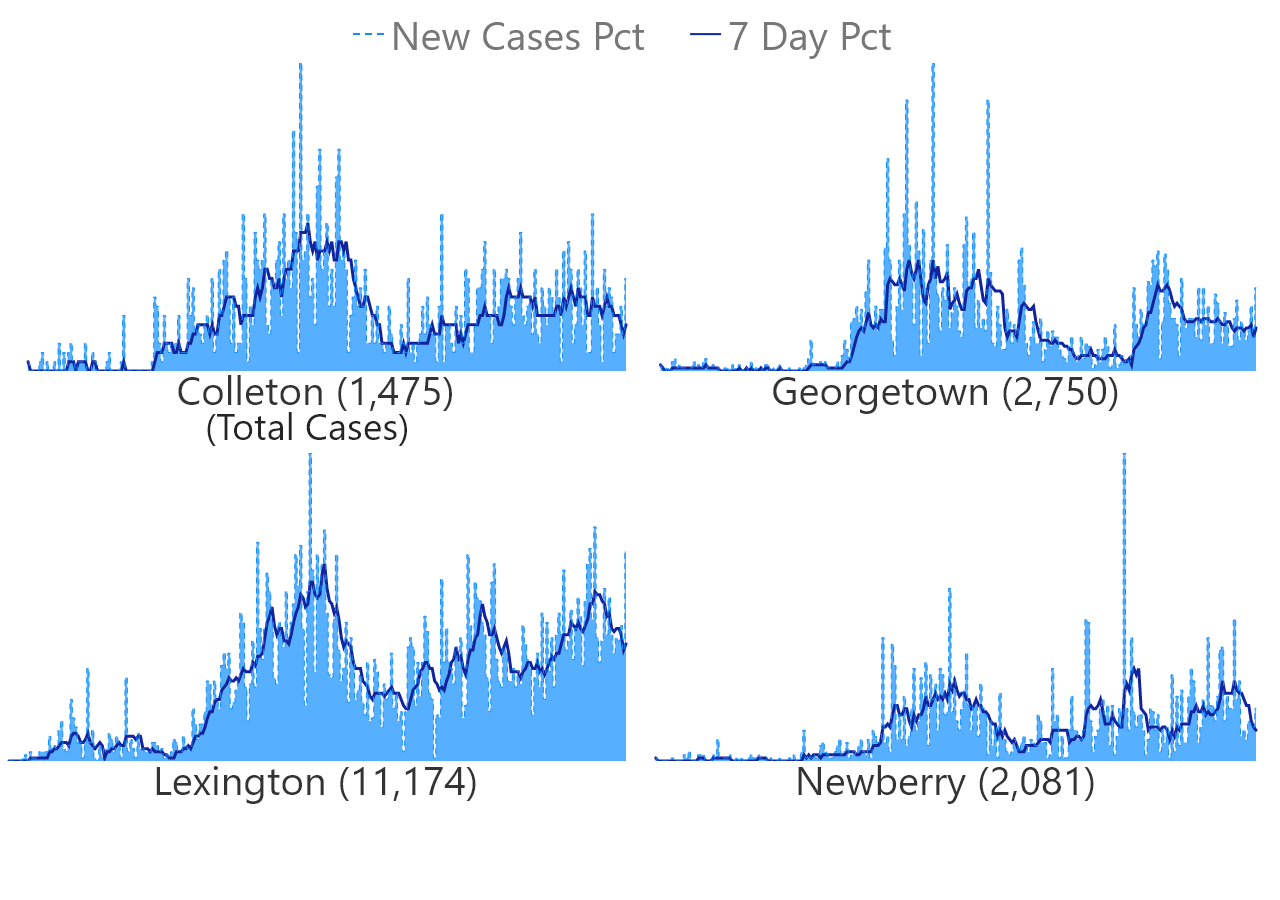 New Cases Pct 7 Day Pct
Colleton (1,475) Georgetown (2,750)
(Total Cases)
Lexington (11,174) Newberry (2,081)